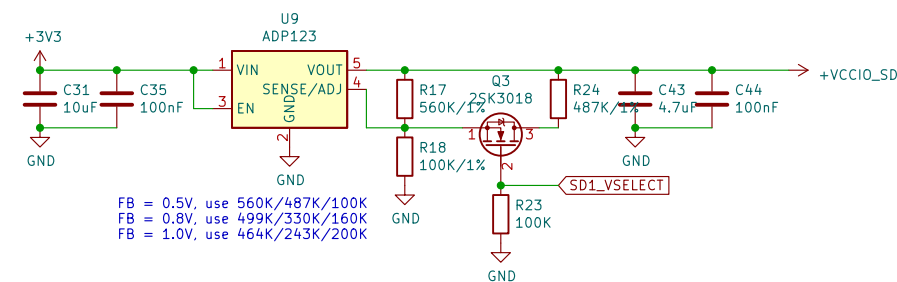 U9
ADP123
+3V3
1
VIN
VOUT
5
SENSE/ADJ
4
3
EN
GND
2
C31
10uF
C35
100nF
GND
GND
R17
560K/1%
R18
100K/1%
GND
Q3
2SK3018
1
3
2
R24
487K/1%
C43
4.7uF
C44
100nF
GND
+VCCIO_SD
SD1_VSELECT
R23
100K
GND
FB = 0.5V, use 560K/487K/100K
FB = 0.8V, use 499K/330K/160K
FB = 1.0V, use 464K/243K/200K